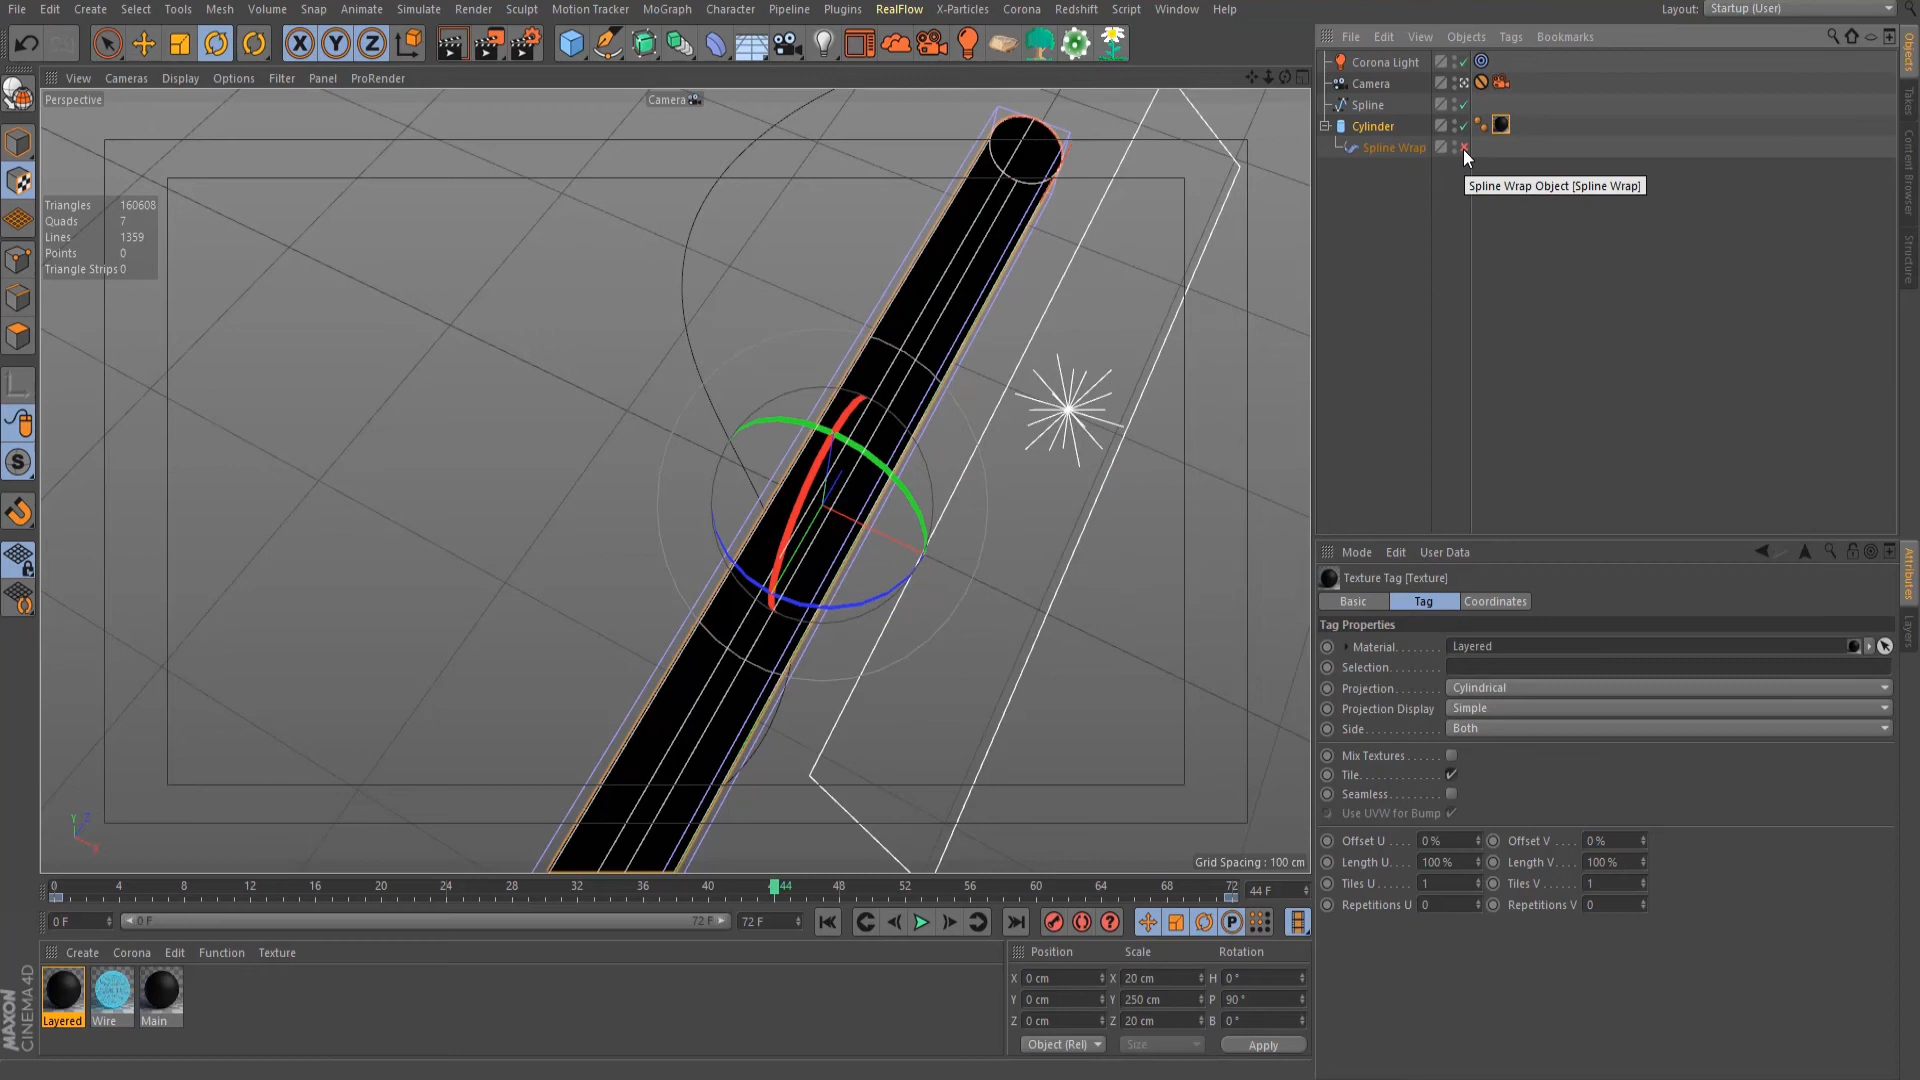 File Edit Create Select Tools Mesh Volume Snap Animate Simulate Render Sculpt Motion Tracker MoGraph Character Pipeline Plugins RealFlow X-Particles Corona Redshift Script Window Help
Layout: Startup (User)
File Edit View Objects Tags Bookmarks
View Cameras Display Options Filter Panel ProRender
Perspective
Camera
Corona Light
Camera
Spline
Cylinder
Spline Wrap
Spline Wrap Object [Spline Wrap]
Objects
Takes
Content Browser
Structure
Triangles 160608
Quads 7
Lines 1359
Points 0
Triangle Strips 0
Y Z
X
Grid Spacing : 100 cm
Mode Edit User Data
Texture Tag [Texture]
Basic Tag Coordinates
Tag Properties
Material Layered
Selection
Projection Cylindrical
Projection Display Simple
Side Both
Mix Textures
Tile
Seamless
Use UVW for Bump
Offset U 0 % Offset V 0 %
Length U 100 % Length V 100 %
Tiles U 1 Tiles V 1
Repetitions U 0 Repetitions V 0
Attributes
Layers
0 4 8 12 16 20 24 28 32 36 40 44 48 52 56 60 64 68 72 44 F
0 F 0 F 72 F 72 F
Create Corona Edit Function Texture
Layered Wire Main
Position Scale Rotation
X 0 cm X 20 cm H 0 °
Y 0 cm Y 250 cm P 90 °
Z 0 cm Z 20 cm B 0 °
Object (Rel) Size Apply
MAXON
CINEMA 4D